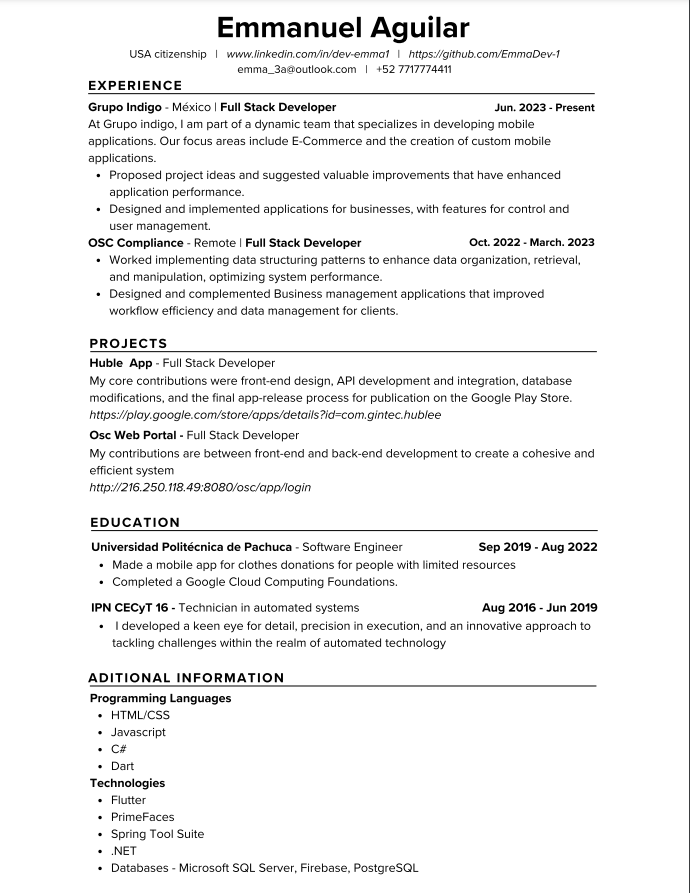 Emmanuel Aguilar
USA citizenship | www.linkedin.com/in/dev-emma1 | https://github.com/EmmaDev-1
emma_3a@outlook.com | +52 7717774411
EXPERIENCE
Grupo Indigo - México | Full Stack Developer Jun. 2023 - Present
At Grupo indigo, I am part of a dynamic team that specializes in developing mobile
applications. Our focus areas include E-Commerce and the creation of custom mobile
applications.
• Proposed project ideas and suggested valuable improvements that have enhanced
application performance.
• Designed and implemented applications for businesses, with features for control and
user management.
OSC Compliance - Remote | Full Stack Developer Oct. 2022 - March. 2023
• Worked implementing data structuring patterns to enhance data organization, retrieval,
and manipulation, optimizing system performance.
• Designed and complemented Business management applications that improved
workflow efficiency and data management for clients.
PROJECTS
Huble App - Full Stack Developer
My core contributions were front-end design, API development and integration, database
modifications, and the final app-release process for publication on the Google Play Store.
https://play.google.com/store/apps/details?id=com.gintec.hublee
Osc Web Portal - Full Stack Developer
My contributions are between front-end and back-end development to create a cohesive and
efficient system
http://216.250.118.49:8080/osc/app/login
EDUCATION
Universidad Politécnica de Pachuca - Software Engineer Sep 2019 - Aug 2022
• Made a mobile app for clothes donations for people with limited resources
• Completed a Google Cloud Computing Foundations.
IPN CECyT 16 - Technician in automated systems Aug 2016 - Jun 2019
• I developed a keen eye for detail, precision in execution, and an innovative approach to
tackling challenges within the realm of automated technology
ADITIONAL INFORMATION
Programming Languages
• HTML/CSS
• Javascript
• C#
• Dart
Technologies
• Flutter
• PrimeFaces
• Spring Tool Suite
• .NET
• Databases - Microsoft SQL Server, Firebase, PostgreSQL